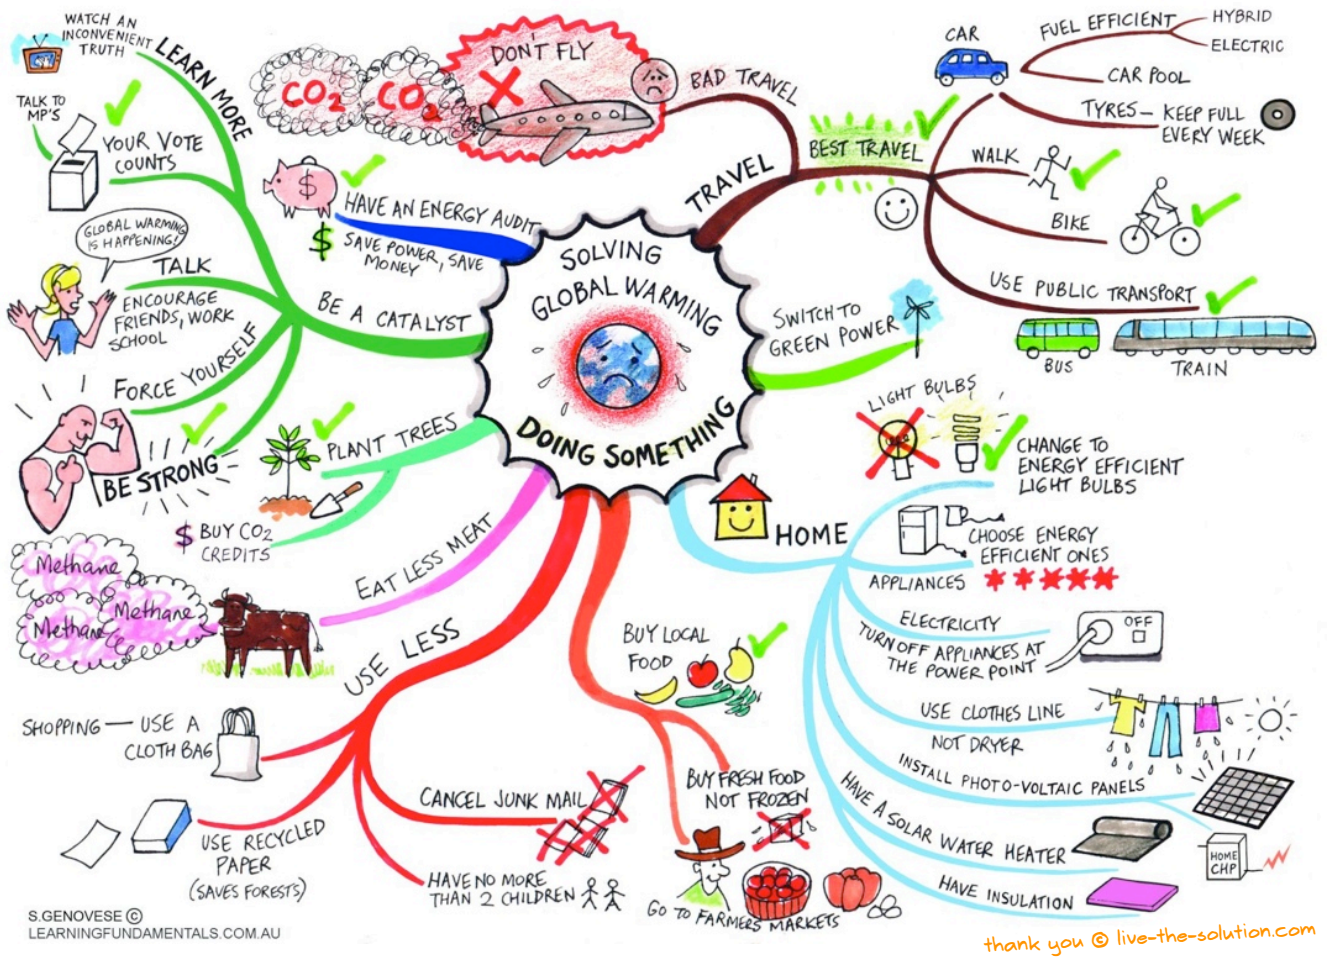 SOLVING
GLOBAL WARMING
DOING SOMETHING
TRAVEL
BAD TRAVEL
DON'T FLY
CO2
CO2
BEST TRAVEL
CAR
FUEL EFFICIENT
HYBRID
ELECTRIC
CAR POOL
TYRES – KEEP FULL
EVERY WEEK
WALK
BIKE
USE PUBLIC TRANSPORT
BUS
TRAIN
SWITCH TO
GREEN POWER
HOME
LIGHT BULBS
CHANGE TO
ENERGY EFFICIENT
LIGHT BULBS
CHOOSE ENERGY
EFFICIENT ONES
APPLIANCES
ELECTRICITY
TURN OFF APPLIANCES AT
THE POWER POINT
OFF
USE CLOTHES LINE
NOT DRYER
INSTALL PHOTO-VOLTAIC PANELS
HOME
CHP
HAVE A SOLAR WATER HEATER
HAVE INSULATION
BUY LOCAL
FOOD
BUY FRESH FOOD
NOT FROZEN
GO TO FARMERS MARKETS
USE LESS
SHOPPING — USE A
CLOTH BAG
USE RECYCLED
PAPER
(SAVES FORESTS)
CANCEL JUNK MAIL
HAVE NO MORE
THAN 2 CHILDREN
EAT LESS MEAT
Methane
Methane
Methane
PLANT TREES
$ BUY CO2
CREDITS
BE A CATALYST
LEARN MORE
WATCH AN
INCONVENIENT
TRUTH
TALK TO
MP'S
YOUR VOTE
COUNTS
TALK
GLOBAL WARMING
IS HAPPENING!
ENCOURAGE
FRIENDS, WORK
SCHOOL
FORCE YOURSELF
BE STRONG
$
HAVE AN ENERGY AUDIT
$ SAVE POWER, SAVE
MONEY
S.GENOVESE ©
LEARNINGFUNDAMENTALS.COM.AU
thank you © live-the-solution.com